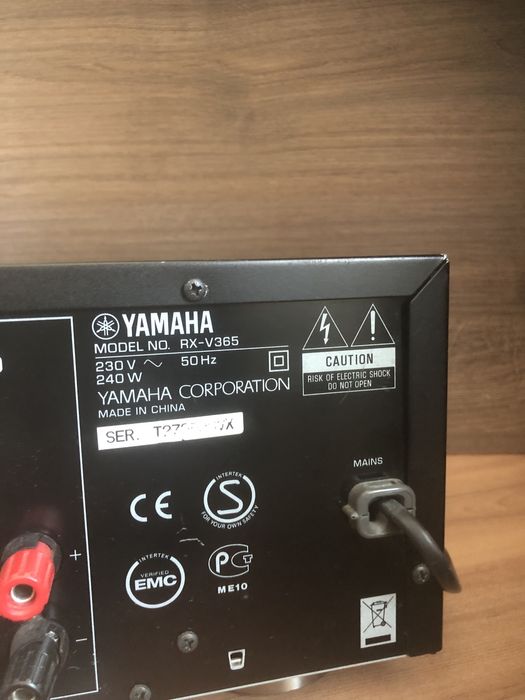 YAMAHA
MODEL NO. RX-V365
230 V ~ 50 Hz
240 W
YAMAHA CORPORATION
MADE IN CHINA
SER.
CAUTION
RISK OF ELECTRIC SHOCK
DO NOT OPEN
MAINS
CE
INTERTEK
S
FOR YOUR OWN SAFETY
INTERTEK
VERIFIED
EMC
ME10
+
−